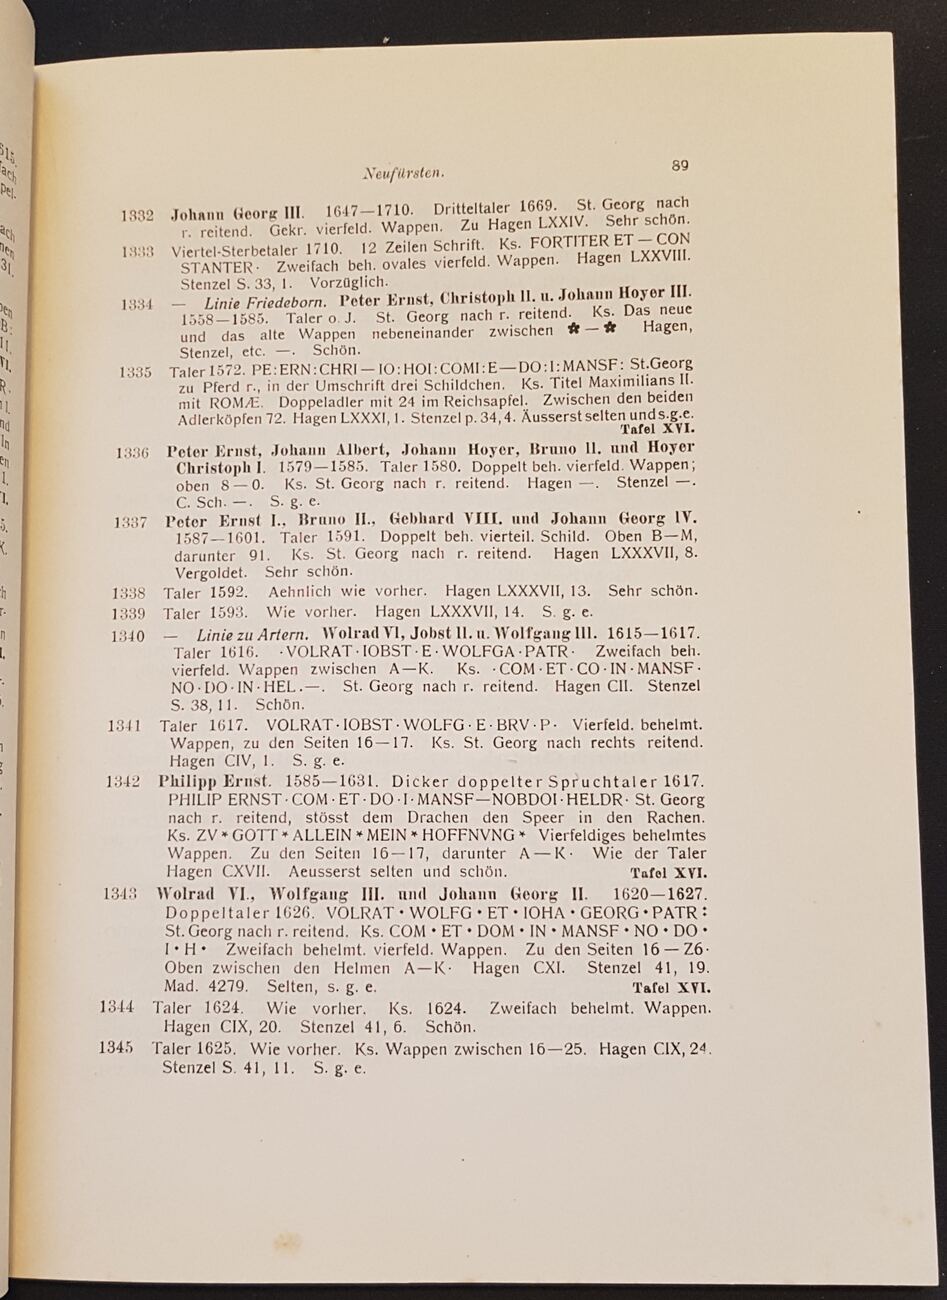 Neufürsten.
89
1332 Johann Georg III. 1647—1710. Dritteltaler 1669. St. Georg nach
r. reitend. Gekr. vierfeld. Wappen. Zu Hagen LXXIV. Sehr schön.
1333 Viertel-Sterbetaler 1710. 12 Zeilen Schrift. Ks. FORTITER ET — CON
STANTER· Zweifach beh. ovales vierfeld. Wappen. Hagen LXXVIII.
Stenzel S. 33, 1. Vorzüglich.
1334 — Linie Friedeborn. Peter Ernst, Christoph II. u. Johann Hoyer III.
1558—1585. Taler o. J. St. Georg nach r. reitend. Ks. Das neue
und das alte Wappen nebeneinander zwischen ✽ — ✽ Hagen,
Stenzel, etc. —. Schön.
1335 Taler 1572. PE:ERN:CHRI — IO:HOI:COMI:E—DO:I:MANSF: St.Georg
zu Pferd r., in der Umschrift drei Schildchen. Ks. Titel Maximilians II.
mit ROMÆ. Doppeladler mit 24 im Reichsapfel. Zwischen den beiden
Adlerköpfen 72. Hagen LXXXI, 1. Stenzel p. 34, 4. Äusserst selten und s.g.e.
Tafel XVI.
1336 Peter Ernst, Johann Albert, Johann Hoyer, Bruno II. und Hoyer
Christoph I. 1579—1585. Taler 1580. Doppelt beh. vierfeld. Wappen;
oben 8—0. Ks. St. Georg nach r. reitend. Hagen —. Stenzel —.
C. Sch. —. S. g. e.
1337 Peter Ernst I., Bruno II., Gebhard VIII. und Johann Georg IV.
1587—1601. Taler 1591. Doppelt beh. vierteil. Schild. Oben B—M,
darunter 91. Ks. St. Georg nach r. reitend. Hagen LXXXVII, 8.
Vergoldet. Sehr schön.
1338 Taler 1592. Aehnlich wie vorher. Hagen LXXXVII, 13. Sehr schön.
1339 Taler 1593. Wie vorher. Hagen LXXXVII, 14. S. g. e.
1340 — Linie zu Artern. Wolrad VI, Jobst II. u. Wolfgang III. 1615—1617.
Taler 1616. ·VOLRAT·IOBST·E·WOLFGA·PATR· Zweifach beh.
vierfeld. Wappen zwischen A—K. Ks. ·COM·ET·CO·IN·MANSF·
NO·DO·IN·HEL.—. St. Georg nach r. reitend. Hagen CII. Stenzel
S. 38, 11. Schön.
1341 Taler 1617. VOLRAT·IOBST·WOLFG·E·BRV·P· Vierfeld. behelmt.
Wappen, zu den Seiten 16—17. Ks. St. Georg nach rechts reitend.
Hagen CIV, 1. S. g. e.
1342 Philipp Ernst. 1585—1631. Dicker doppelter Spruchtaler 1617.
PHILIP ERNST·COM·ET·DO·I·MANSF—NOBDOI·HELDR· St. Georg
nach r. reitend, stösst dem Drachen den Speer in den Rachen.
Ks. ZV * GOTT * ALLEIN * MEIN * HOFFNVNG * Vierfeldiges behelmtes
Wappen. Zu den Seiten 16—17, darunter A—K· Wie der Taler
Hagen CXVII. Aeusserst selten und schön. Tafel XVI.
1343 Wolrad VI., Wolfgang III. und Johann Georg II. 1620—1627.
Doppeltaler 1626. VOLRAT • WOLFG • ET • IOHA • GEORG • PATR :
St. Georg nach r. reitend. Ks. COM • ET • DOM • IN • MANSF • NO • DO •
I • H • Zweifach behelmt. vierfeld. Wappen. Zu den Seiten 16 — Z6·
Oben zwischen den Helmen A—K· Hagen CXI. Stenzel 41, 19.
Mad. 4279. Selten, s. g. e. Tafel XVI.
1344 Taler 1624. Wie vorher. Ks. 1624. Zweifach behelmt. Wappen.
Hagen CIX, 20. Stenzel 41, 6. Schön.
1345 Taler 1625. Wie vorher. Ks. Wappen zwischen 16—25. Hagen CIX, 24.
Stenzel S. 41, 11. S. g. e.